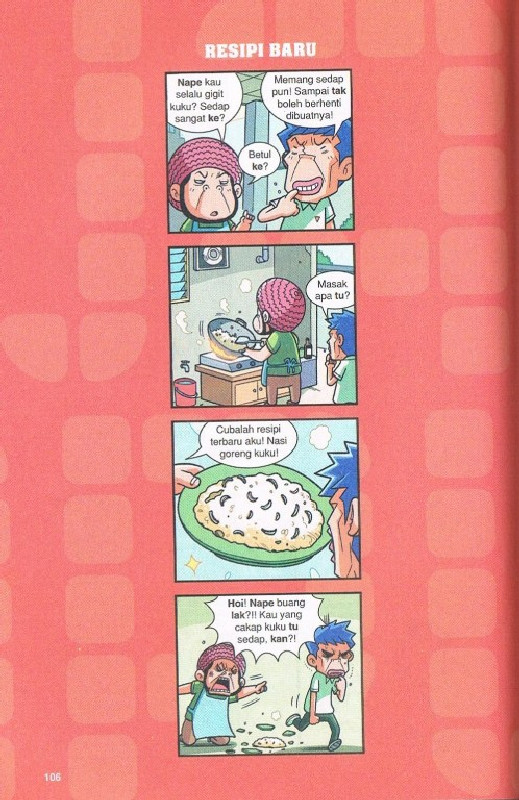 RESIPI BARU
Nape kau
selalu gigit
kuku? Sedap
sangat ke?
Memang sedap
pun! Sampai tak
boleh berhenti
dibuatnya!
Betul
ke?
Masak
apa tu?
Cubalah resipi
terbaru aku! Nasi
goreng kuku!
Hoi! Nape buang
lak?!! Kau yang
cakap kuku tu
sedap, kan?!
106